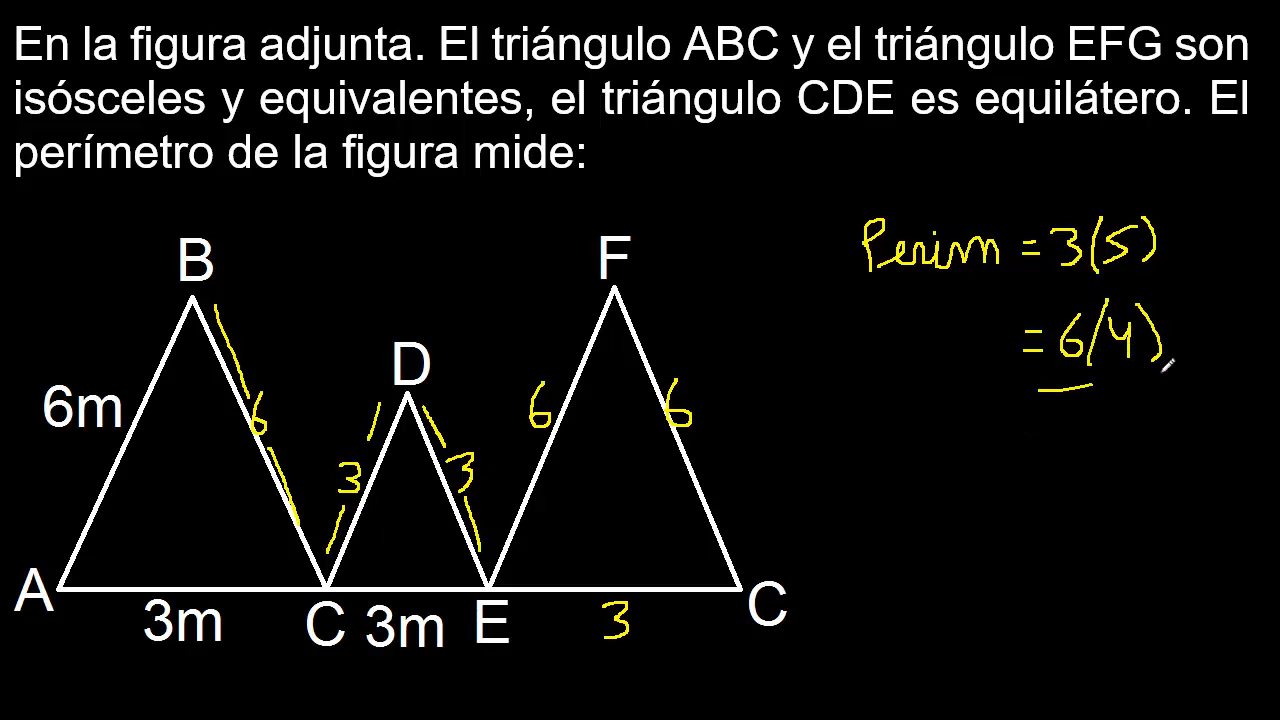 En la figura adjunta. El triángulo ABC y el triángulo EFG son
isósceles y equivalentes, el triángulo CDE es equilátero. El
perímetro de la figura mide:
Perim = 3(5)
= 6(4)
B
F
D
6m
6
6
6
3
3
A
C
E
C
3m
3m
3